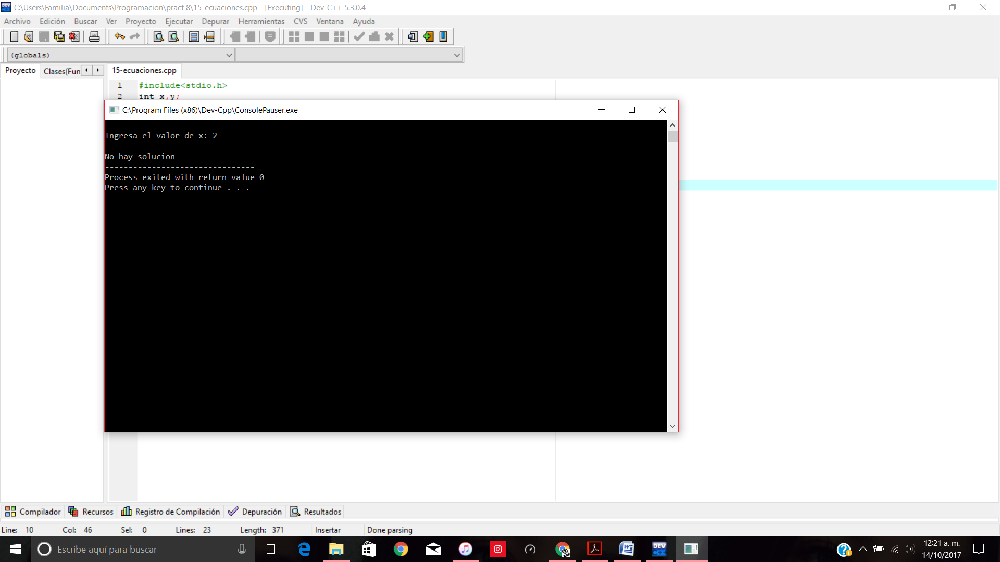 C:\Users\Familia\Documents\Programacion\pract 8\15-ecuaciones.cpp - [Executing] - Dev-C++ 5.3.0.4
Archivo Edición Buscar Ver Proyecto Ejecutar Depurar Herramientas CVS Ventana Ayuda
(globals)
Proyecto Clases(Fun 15-ecuaciones.cpp
1 #include<stdio.h>
2 int x,y;
C:\Program Files (x86)\Dev-Cpp\ConsolePauser.exe
Ingresa el valor de x: 2
No hay solucion
--------------------------------
Process exited with return value 0
Press any key to continue . . .
Compilador Recursos Registro de Compilación Depuración Resultados
Line: 10 Col: 46 Sel: 0 Lines: 23 Length: 371 Insertar Done parsing
Escribe aquí para buscar
DEV
12:21 a. m.
14/10/2017